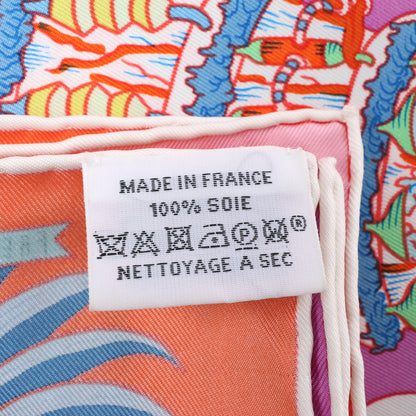 MADE IN FRANCE
100% SOIE
®
NETTOYAGE A SEC